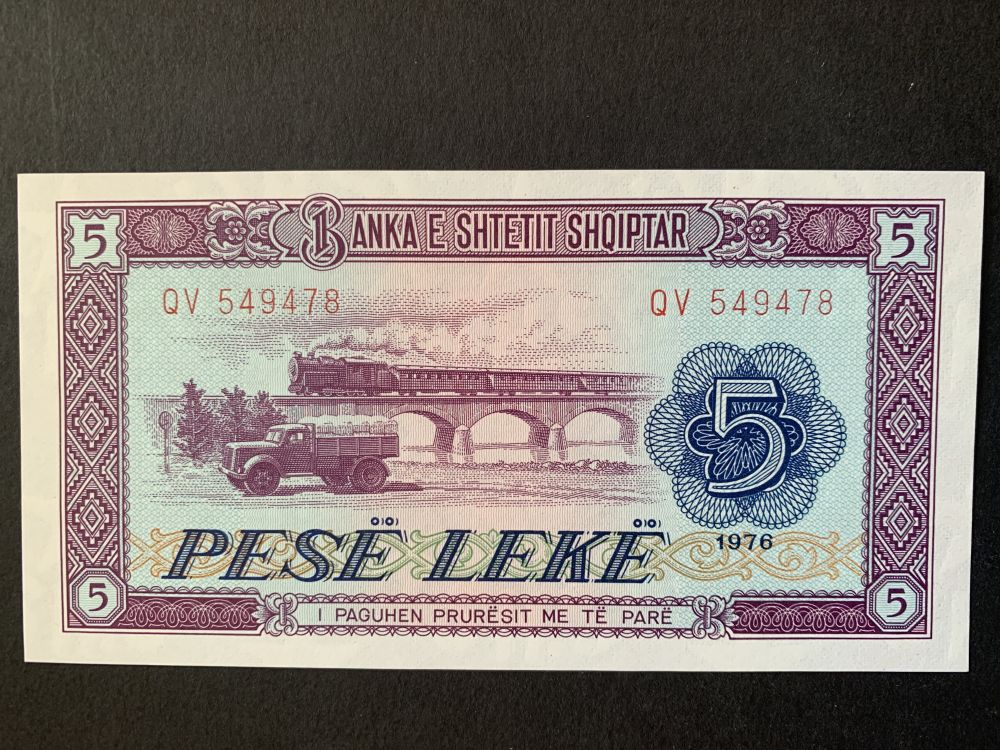 5 BANKA E SHTETIT SHQIPTAR 5
QV 549478 QV 549478
5
PESË LEKË 1976
5 I PAGUHEN PRURËSIT ME TË PARË 5